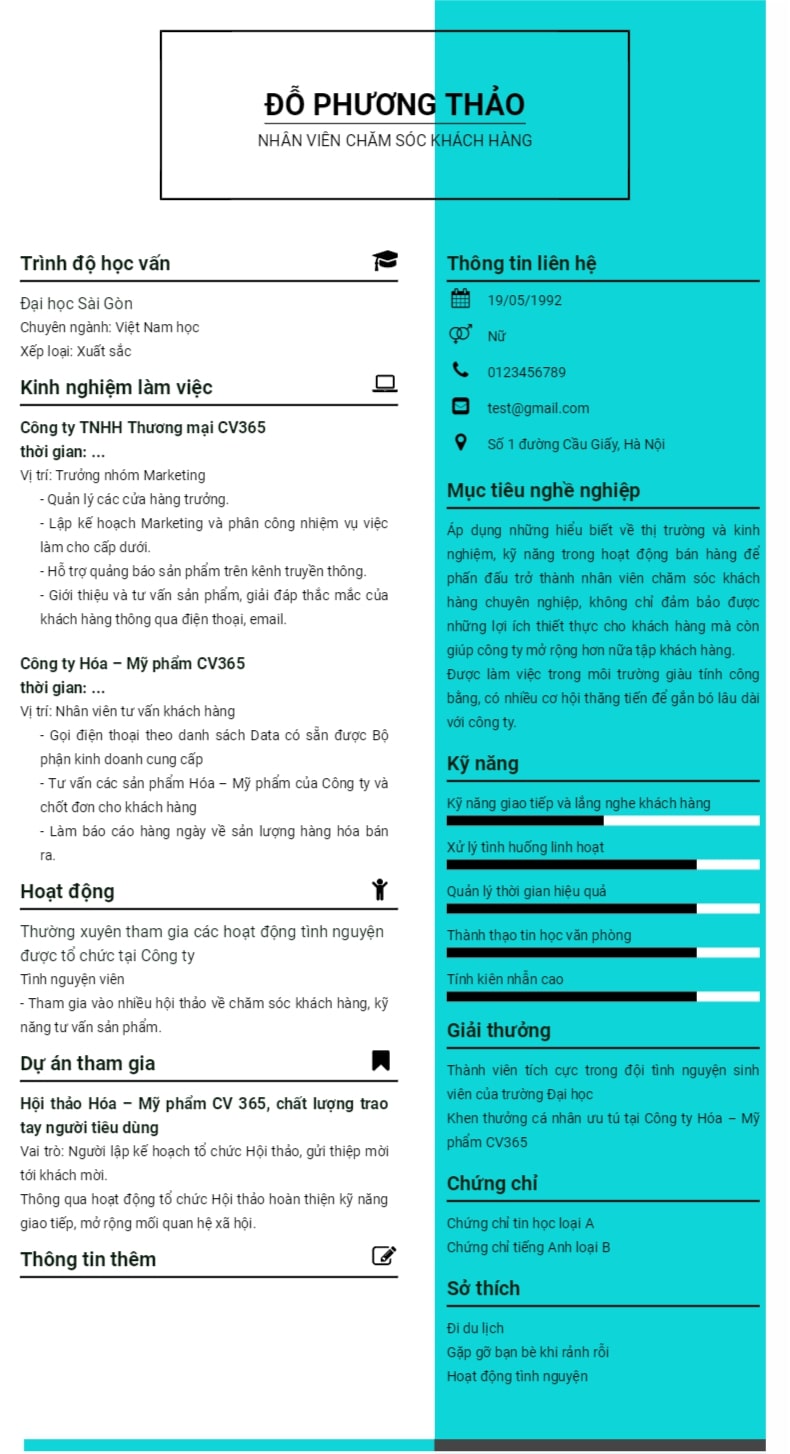 ĐỖ PHƯƠNG THẢO
NHÂN VIÊN CHĂM SÓC KHÁCH HÀNG
Trình độ học vấn
Đại học Sài Gòn
Chuyên ngành: Việt Nam học
Xếp loại: Xuất sắc
Kinh nghiệm làm việc
Công ty TNHH Thương mại CV365
thời gian: ...
Vị trí: Trưởng nhóm Marketing
- Quản lý các cửa hàng trưởng.
- Lập kế hoạch Marketing và phân công nhiệm vụ việc
làm cho cấp dưới.
- Hỗ trợ quảng báo sản phẩm trên kênh truyền thông.
- Giới thiệu và tư vấn sản phẩm, giải đáp thắc mắc của
khách hàng thông qua điện thoại, email.
Công ty Hóa – Mỹ phẩm CV365
thời gian: ...
Vị trí: Nhân viên tư vấn khách hàng
- Gọi điện thoại theo danh sách Data có sẵn được Bộ
phận kinh doanh cung cấp
- Tư vấn các sản phẩm Hóa – Mỹ phẩm của Công ty và
chốt đơn cho khách hàng
- Làm báo cáo hàng ngày về sản lượng hàng hóa bán
ra.
Hoạt động
Thường xuyên tham gia các hoạt động tình nguyện
được tổ chức tại Công ty
Tình nguyện viên
- Tham gia vào nhiều hội thảo về chăm sóc khách hàng, kỹ
năng tư vấn sản phẩm.
Dự án tham gia
Hội thảo Hóa – Mỹ phẩm CV 365, chất lượng trao
tay người tiêu dùng
Vai trò: Người lập kế hoạch tổ chức Hội thảo, gửi thiệp mời
tới khách mời.
Thông qua hoạt động tổ chức Hội thảo hoàn thiện kỹ năng
giao tiếp, mở rộng mối quan hệ xã hội.
Thông tin thêm
Thông tin liên hệ
19/05/1992
Nữ
0123456789
test@gmail.com
Số 1 đường Cầu Giấy, Hà Nội
Mục tiêu nghề nghiệp
Áp dụng những hiểu biết về thị trường và kinh
nghiệm, kỹ năng trong hoạt động bán hàng để
phấn đấu trở thành nhân viên chăm sóc khách
hàng chuyên nghiệp, không chỉ đảm bảo được
những lợi ích thiết thực cho khách hàng mà còn
giúp công ty mở rộng hơn nữa tập khách hàng.
Được làm việc trong môi trường giàu tính công
bằng, có nhiều cơ hội thăng tiến để gắn bó lâu dài
với công ty.
Kỹ năng
Kỹ năng giao tiếp và lắng nghe khách hàng
Xử lý tình huống linh hoạt
Quản lý thời gian hiệu quả
Thành thạo tin học văn phòng
Tính kiên nhẫn cao
Giải thưởng
Thành viên tích cực trong đội tình nguyện sinh
viên của trường Đại học
Khen thưởng cá nhân ưu tú tại Công ty Hóa – Mỹ
phẩm CV365
Chứng chỉ
Chứng chỉ tin học loại A
Chứng chỉ tiếng Anh loại B
Sở thích
Đi du lịch
Gặp gỡ bạn bè khi rảnh rỗi
Hoạt động tình nguyện